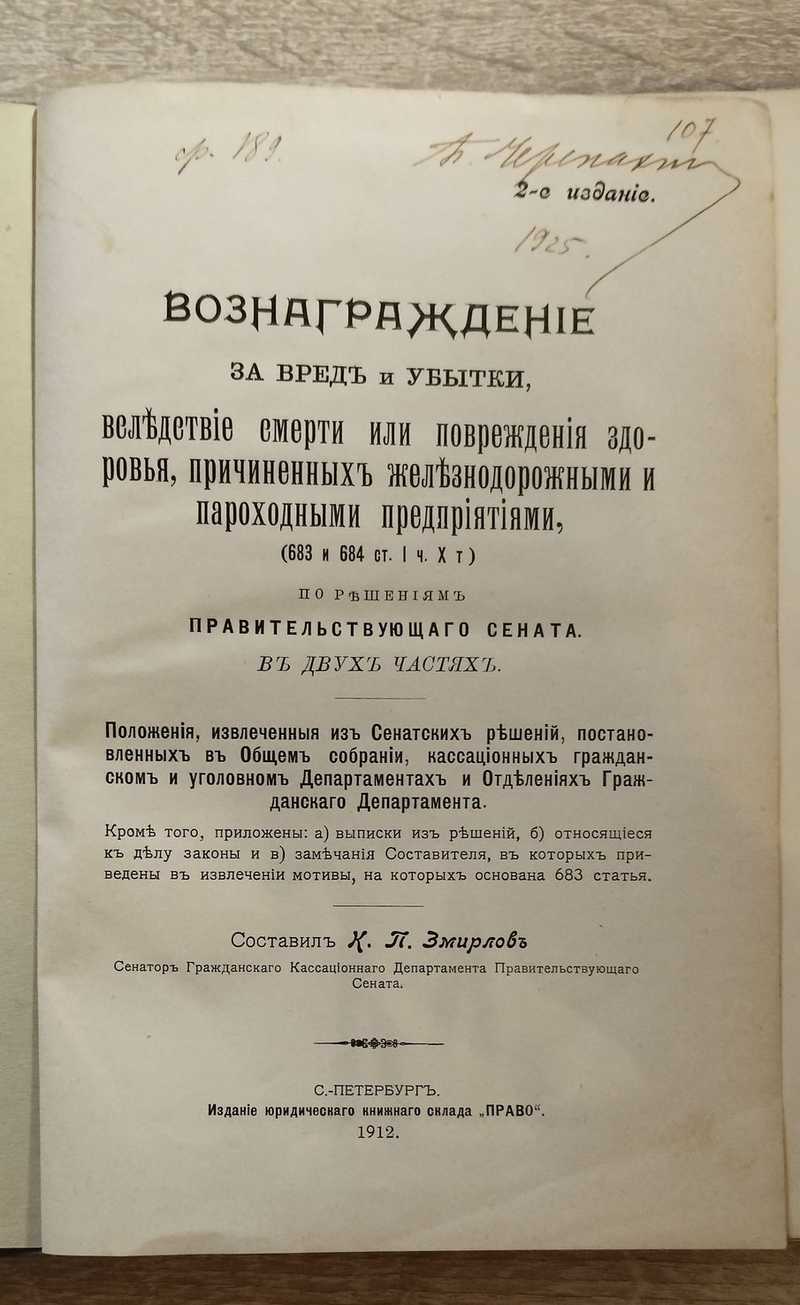 107
ср. 189.
2-е изданіе.
1925.
ВОЗНАГРАЖДЕНІЕ
ЗА ВРЕДЪ и УБЫТКИ,
вслѣдствіе смерти или поврежденія здо-
ровья, причиненныхъ желѣзнодорожными и
пароходными предпріятіями,
(683 и 684 ст. I ч. X т)
ПО РѢШЕНІЯМЪ
ПРАВИТЕЛЬСТВУЮЩАГО СЕНАТА.
ВЪ ДВУХЪ ЧАСТЯХЪ.
Положенія, извлеченныя изъ Сенатскихъ рѣшеній, постано-
вленныхъ въ Общемъ собраніи, кассаціонныхъ граждан-
скомъ и уголовномъ Департаментахъ и Отдѣленіяхъ Граж-
данскаго Департамента.
Кромѣ того, приложены: а) выписки изъ рѣшеній, б) относящіеся
къ дѣлу законы и в) замѣчанія Составителя, въ которыхъ при-
ведены въ извлеченіи мотивы, на которыхъ основана 683 статья.
Составилъ К. П. Змирловъ
Сенаторъ Гражданскаго Кассаціоннаго Департамента Правительствующаго
Сената.
С.-ПЕТЕРБУРГЪ.
Изданіе юридическаго книжнаго склада „ПРАВО“.
1912.